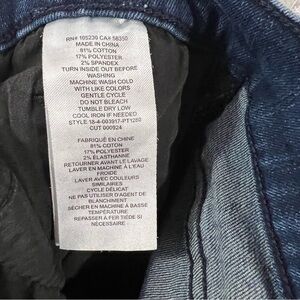 RN# 105230 CA# 58350
MADE IN CHINA
81% COTTON
17% POLYESTER
2% SPANDEX
TURN INSIDE OUT BEFORE
WASHING
MACHINE WASH COLD
WITH LIKE COLORS
GENTLE CYCLE
DO NOT BLEACH
TUMBLE DRY LOW
COOL IRON IF NEEDED
STYLE 18-4-003917-PT1260
CUT 000924
FABRIQUÉ EN CHINE
81% COTON
17% POLYESTER
2% ÉLASTHANNE
RETOURNER AVANT LE LAVAGE
LAVER EN MACHINE À L'EAU
FROIDE
LAVER AVEC COULEURS
SIMILAIRES
CYCLE DÉLICAT
NE PAS UTILISER D'AGENT DE
BLANCHIMENT
SÉCHER EN MACHINE À BASSE
TEMPÉRATURE
REPASSER À FER TIÈDE SI
NÉCESSAIRE